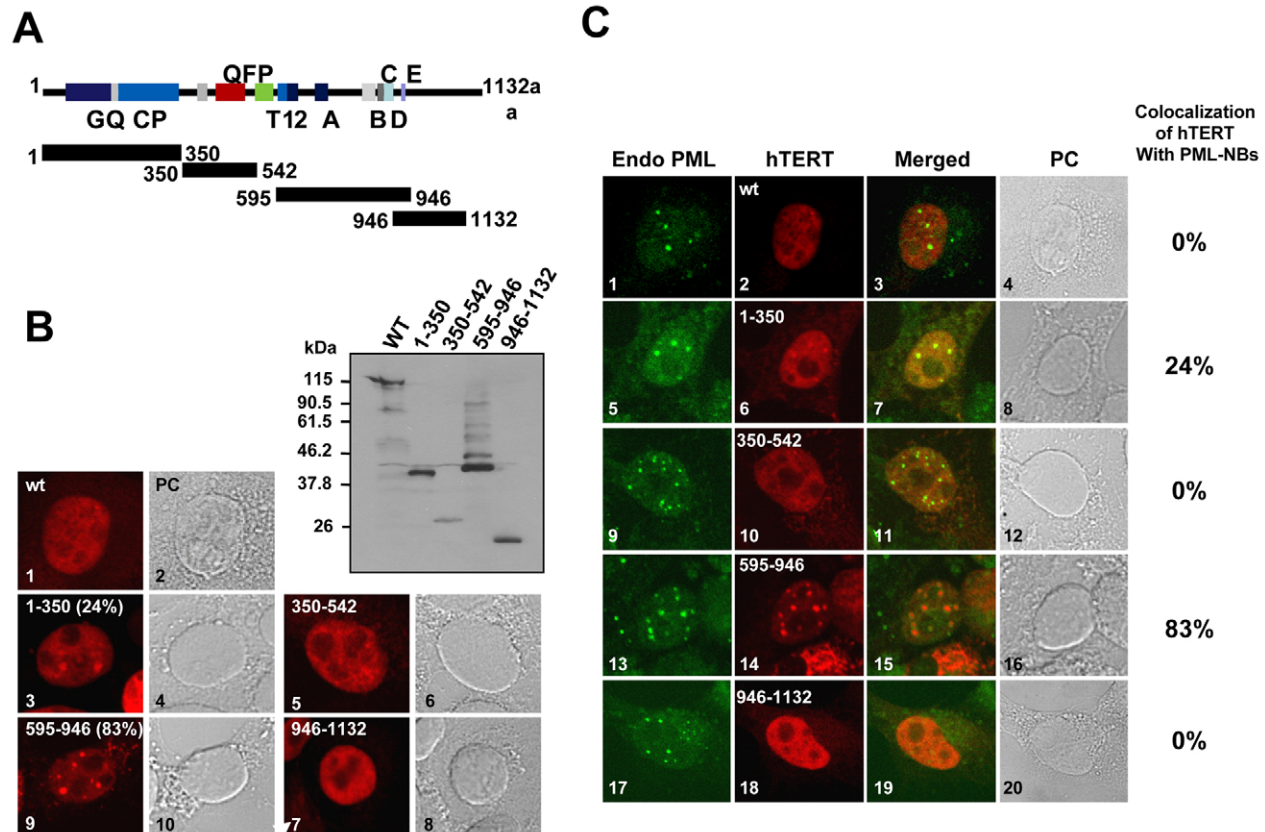 A
QFP
C E
1
1132a
a
GQ CP
T12
A
B D
1
350
350
542
595
946
946
1132
B
WT
1-350
350-542
595-946
946-1132
kDa
115
90.5
61.5
46.2
37.8
26
wt
PC
1
2
1-350 (24%)
350-542
3
4
5
6
595-946 (83%)
946-1132
9
10
7
8
C
Endo PML
hTERT
Merged
PC
Colocalization
of hTERT
With PML-NBs
wt
1
2
3
4
0%
1-350
5
6
7
8
24%
350-542
9
10
11
12
0%
595-946
13
14
15
16
83%
946-1132
17
18
19
20
0%